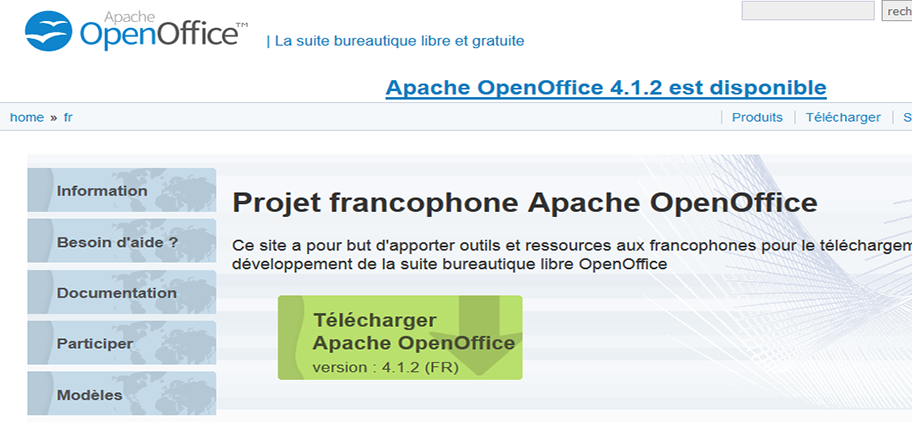 Apache
OpenOffice™
| La suite bureautique libre et gratuite
rech
Apache OpenOffice 4.1.2 est disponible
home » fr
| Produits | Télécharger | S
Information
Besoin d'aide ?
Documentation
Participer
Modèles
Projet francophone Apache OpenOffice
Ce site a pour but d'apporter outils et ressources aux francophones pour le téléchargem
développement de la suite bureautique libre OpenOffice
Télécharger
Apache OpenOffice
version : 4.1.2 (FR)